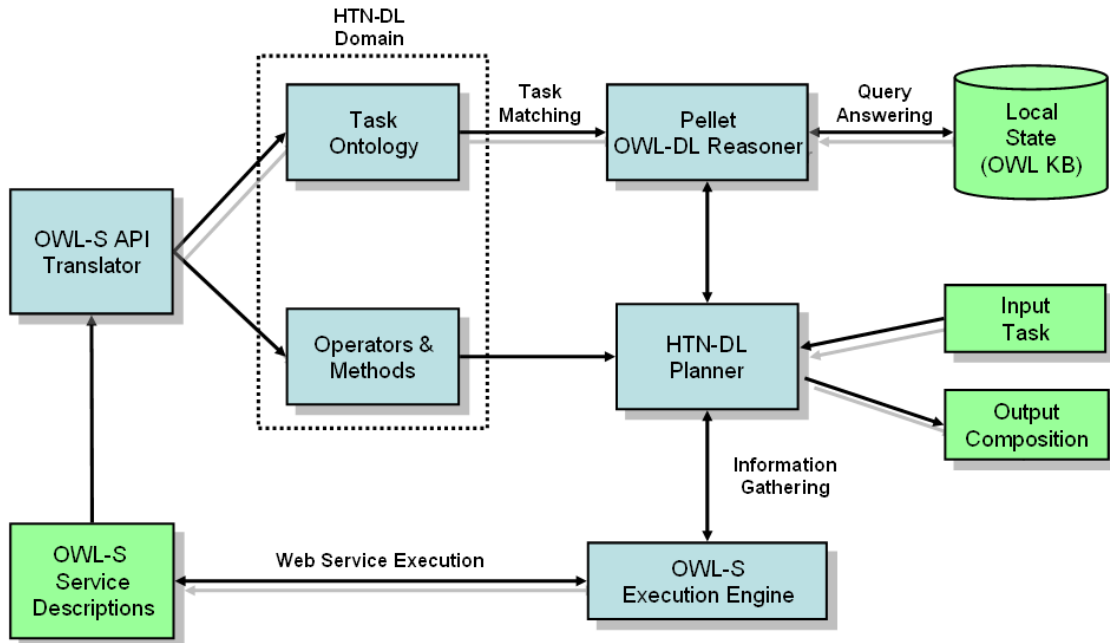 HTN-DL
Domain
Task
Ontology
Task
Matching
Pellet
OWL-DL Reasoner
Query
Answering
Local
State
(OWL KB)
OWL-S API
Translator
Operators &
Methods
HTN-DL
Planner
Input
Task
Output
Composition
Information
Gathering
OWL-S
Service
Descriptions
Web Service Execution
OWL-S
Execution Engine